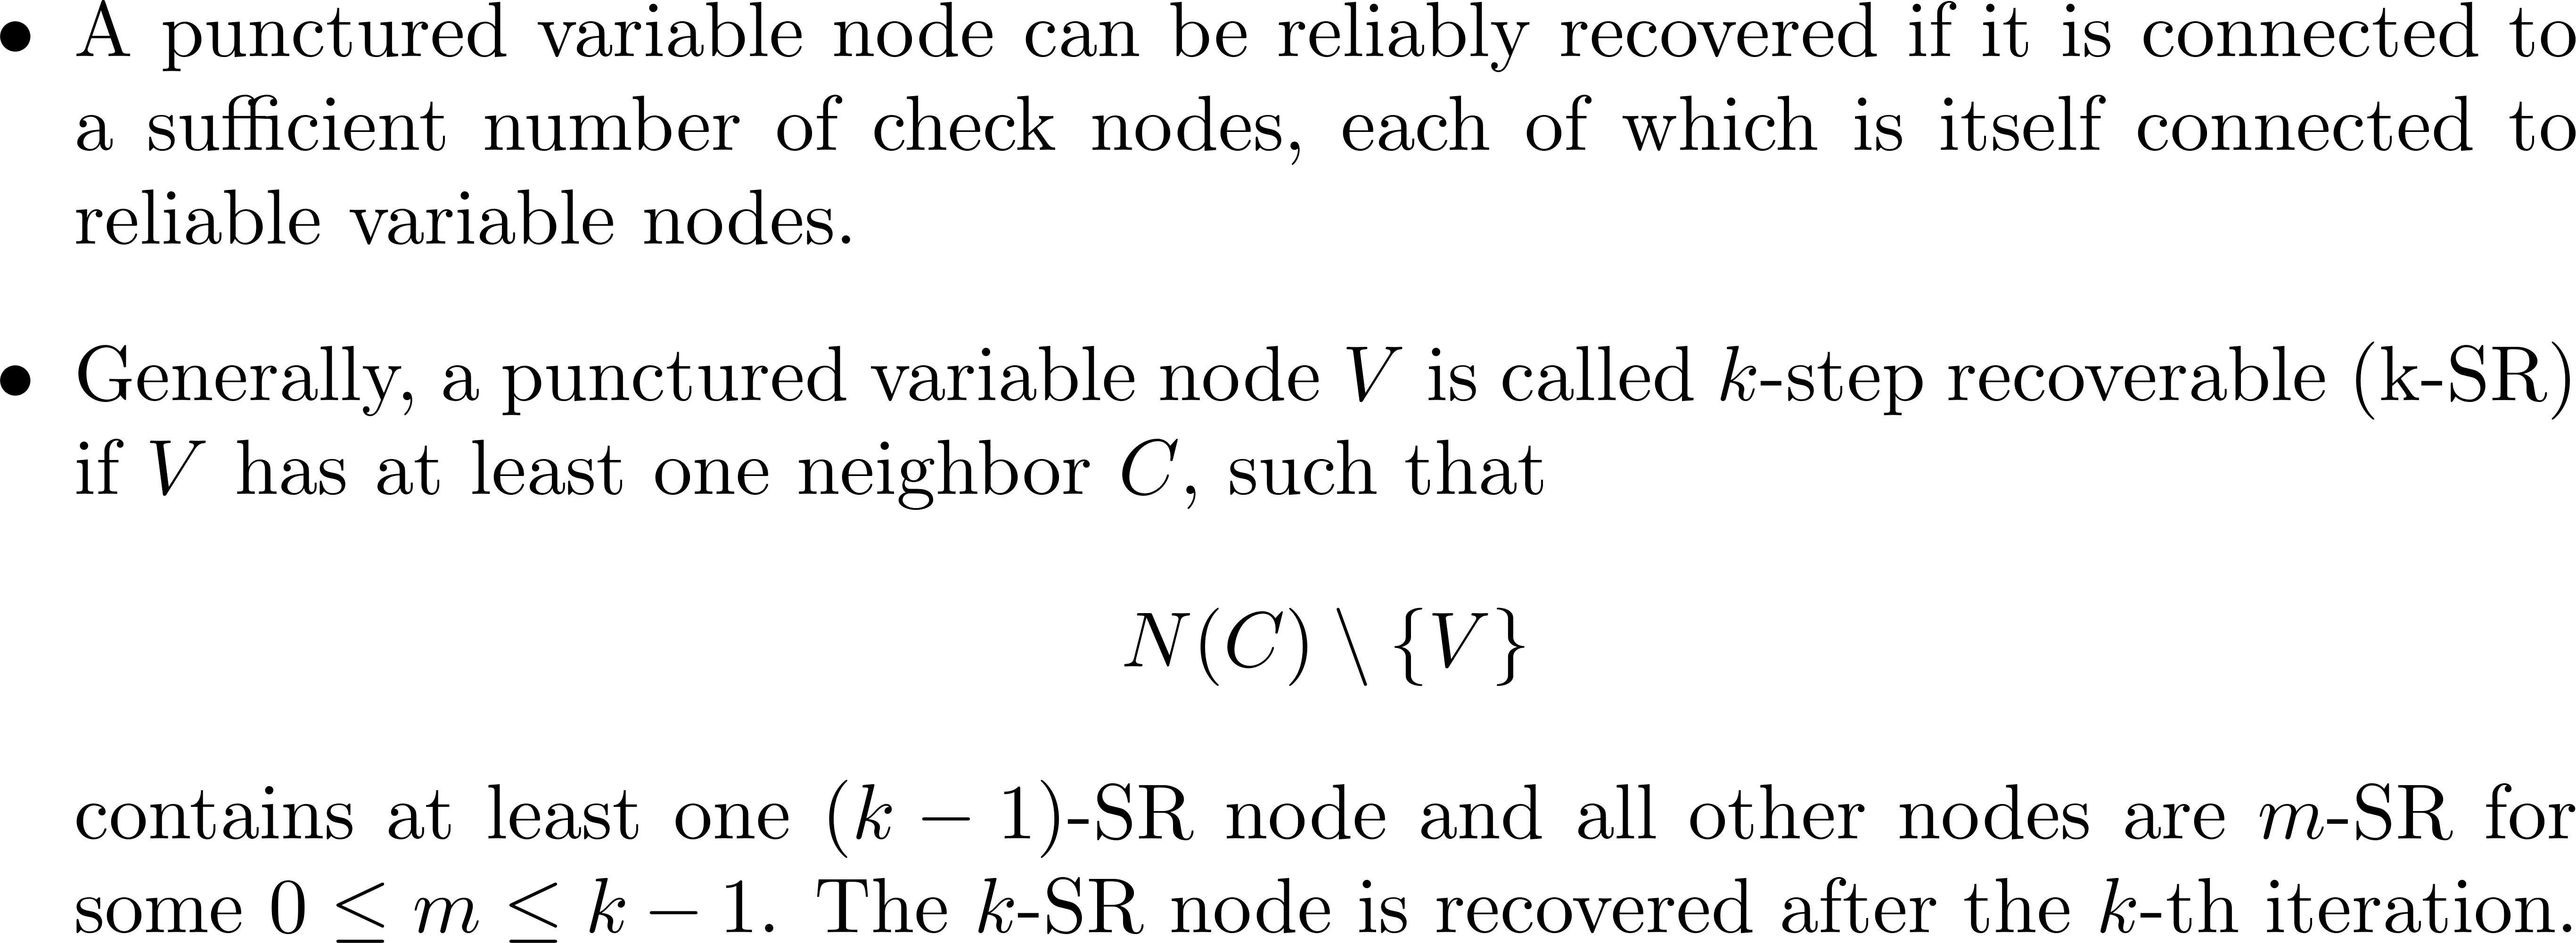 • A punctured variable node can be reliably recovered if it is connected to
a sufficient number of check nodes, each of which is itself connected to
reliable variable nodes.
• Generally, a punctured variable node V is called k-step recoverable (k-SR)
if V has at least one neighbor C, such that
N(C) \ {V}
contains at least one (k − 1)-SR node and all other nodes are m-SR for
some 0 ≤ m ≤ k − 1. The k-SR node is recovered after the k-th iteration.